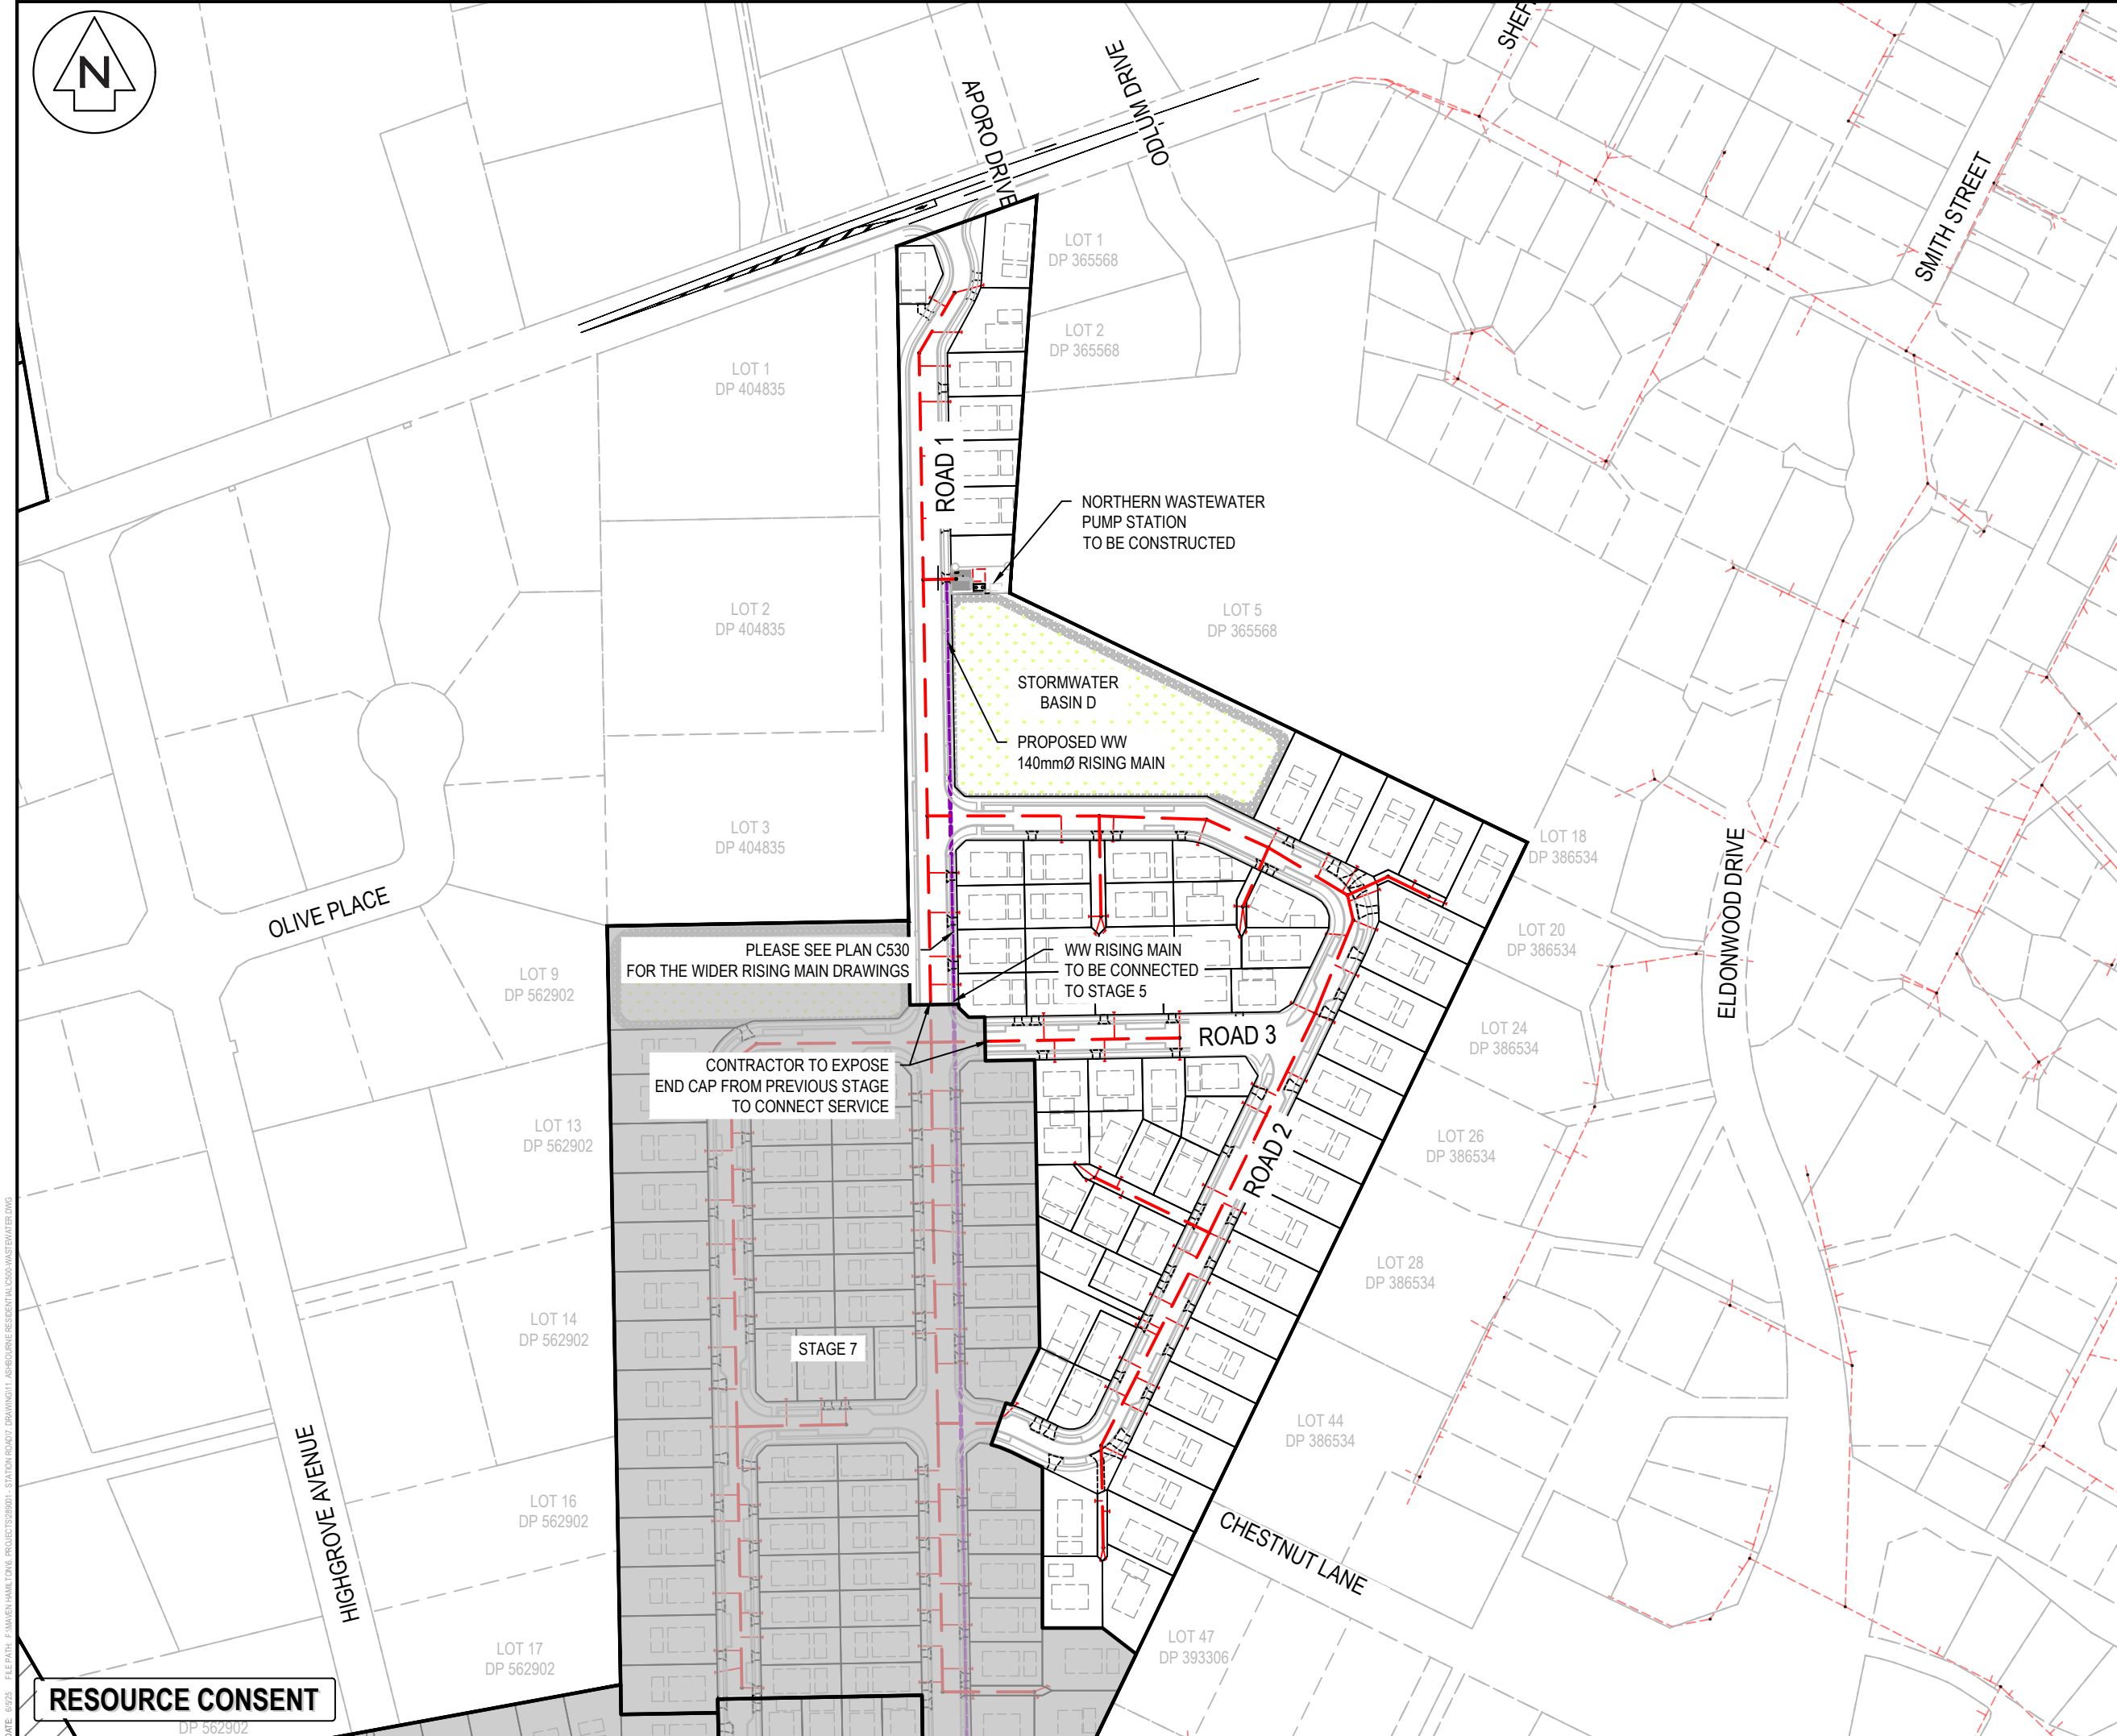 N
SHEF
ODLUM DRIVE
APORO DRIVE
SMITH STREET
LOT 1
DP 365568
LOT 2
DP 365568
LOT 1
DP 404835
ROAD 1
NORTHERN WASTEWATER
PUMP STATION
TO BE CONSTRUCTED
LOT 2
DP 404835
LOT 5
DP 365568
STORMWATER
BASIN D
PROPOSED WW
140mmØ RISING MAIN
LOT 3
DP 404835
LOT 18
DP 386534
ELDONWOOD DRIVE
OLIVE PLACE
LOT 20
DP 386534
PLEASE SEE PLAN C530
FOR THE WIDER RISING MAIN DRAWINGS
WW RISING MAIN
TO BE CONNECTED
TO STAGE 5
LOT 9
DP 562902
ROAD 3
LOT 24
DP 386534
CONTRACTOR TO EXPOSE
END CAP FROM PREVIOUS STAGE
TO CONNECT SERVICE
LOT 13
DP 562902
LOT 26
DP 386534
ROAD 2
LOT 28
DP 386534
LOT 14
DP 562902
STAGE 7
LOT 44
DP 386534
HIGHGROVE AVENUE
LOT 16
DP 562902
CHESTNUT LANE
LOT 17
DP 562902
LOT 47
DP 393306
RESOURCE CONSENT
DP 562902